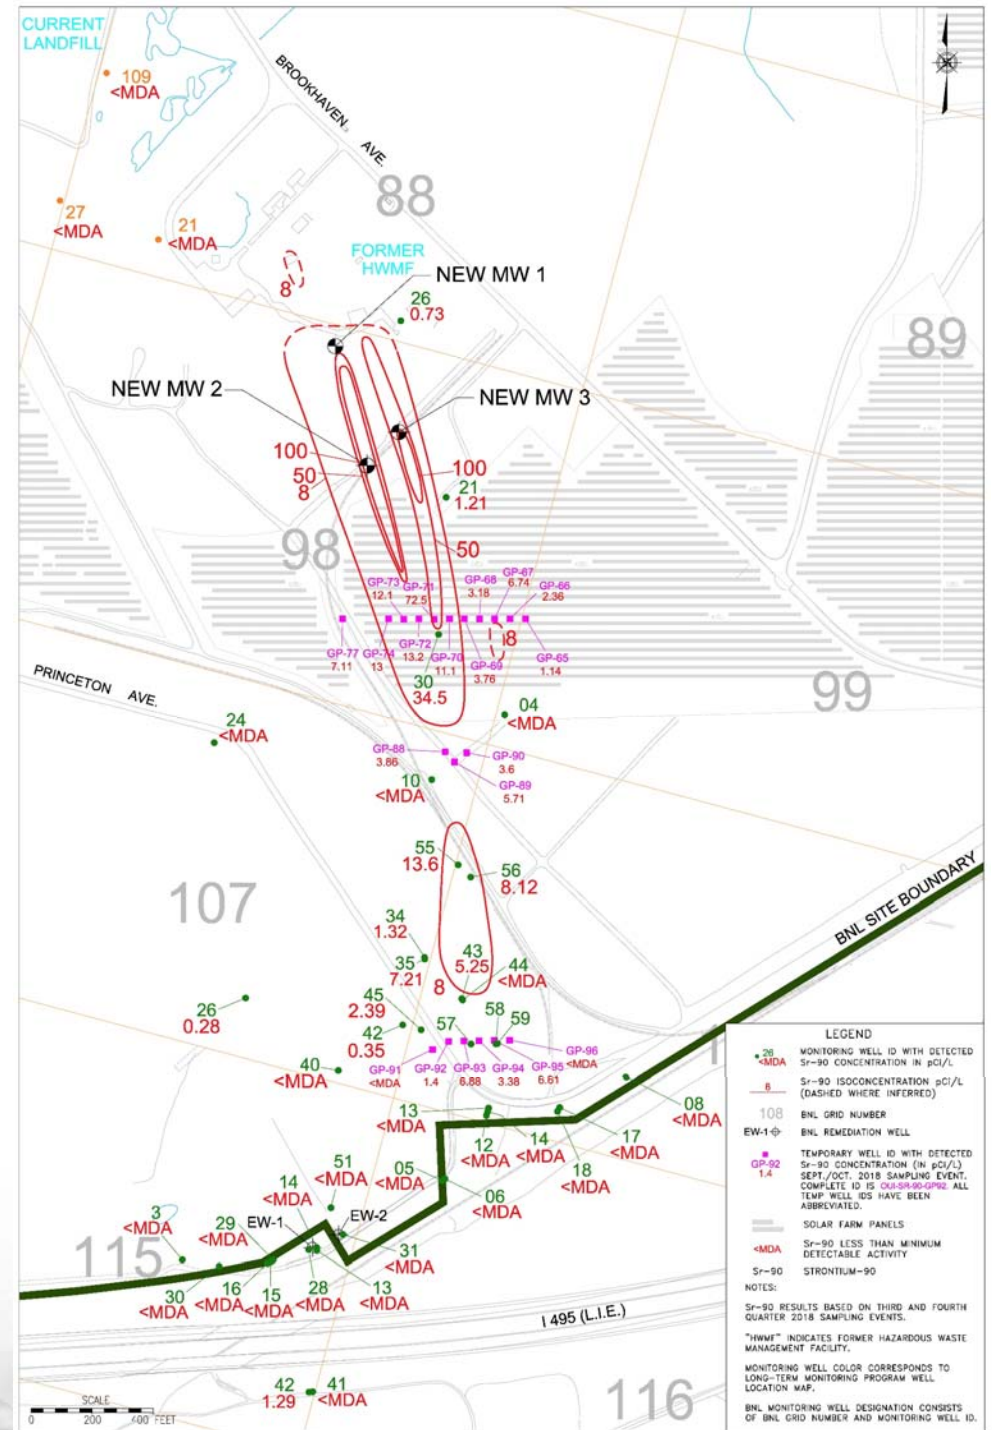 CURRENT
LANDFILL
109
<MDA
BROOKHAVEN AVE.
88
27
<MDA
21
<MDA
FORMER
HWMF
8
NEW MW 1
26
0.73
89
NEW MW 2
NEW MW 3
100
50
8
100
21
1.21
98
50
GP-73
12.1
GP-71
72.5
GP-68
3.18
GP-67
6.74
GP-66
2.36
GP-77
7.11
GP-74
13
GP-72
13.2
GP-70
11.1
GP-69
3.76
8
GP-65
1.14
30
34.5
PRINCETON AVE.
99
24
<MDA
04
<MDA
GP-88
3.86
GP-90
3.6
GP-89
5.71
10
<MDA
55
13.6
56
8.12
107
BNL SITE BOUNDARY
34
1.32
35
7.21
43
5.25
44
<MDA
8
26
0.28
45
2.39
42
0.35
57
58
59
40
<MDA
GP-91
<MDA
GP-92
1.4
GP-93
6.88
GP-94
3.38
GP-95
6.61
GP-96
<MDA
08
<MDA
13
<MDA
12
<MDA
14
<MDA
17
<MDA
18
<MDA
05
<MDA
06
<MDA
51
<MDA
14
<MDA
EW-1
EW-2
3
<MDA
29
<MDA
31
<MDA
115
30
<MDA
16
<MDA
15
<MDA
28
<MDA
13
<MDA
I 495 (L.I.E.)
42
1.29
41
<MDA
116
SCALE
0 200 400 FEET
LEGEND
26
<MDA
MONITORING WELL ID WITH DETECTED
Sr-90 CONCENTRATION IN pCi/L
8
Sr-90 ISOCONCENTRATION pCi/L
(DASHED WHERE INFERRED)
108
BNL GRID NUMBER
EW-1
BNL REMEDIATION WELL
GP-92
1.4
TEMPORARY WELL ID WITH DETECTED
Sr-90 CONCENTRATION (IN pCi/L)
SEPT./OCT. 2018 SAMPLING EVENT.
COMPLETE ID IS OUI-SR-90-GP92. ALL
TEMP WELL IDS HAVE BEEN
ABBREVIATED.
SOLAR FARM PANELS
<MDA
Sr-90 LESS THAN MINIMUM
DETECTABLE ACTIVITY
Sr-90
STRONTIUM-90
NOTES:
Sr-90 RESULTS BASED ON THIRD AND FOURTH
QUARTER 2018 SAMPLING EVENTS.
"HWMF" INDICATES FORMER HAZARDOUS WASTE
MANAGEMENT FACILITY.
MONITORING WELL COLOR CORRESPONDS TO
LONG-TERM MONITORING PROGRAM WELL
LOCATION MAP.
BNL MONITORING WELL DESIGNATION CONSISTS
OF BNL GRID NUMBER AND MONITORING WELL ID.